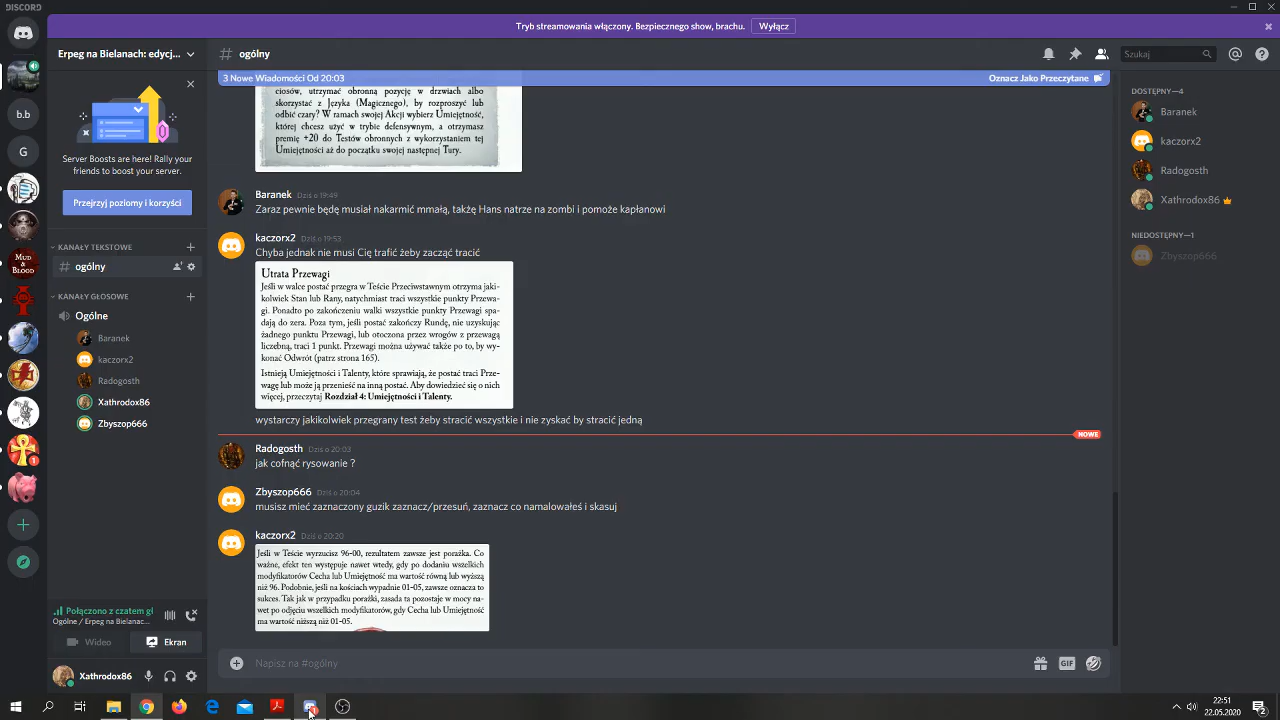 DISCORD
Tryb streamowania włączony. Bezpiecznego show, brachu. Wyłącz
Erpeg na Bielanach: edycj...
# ogólny
Szukaj
3 Nowe Wiadomości Od 20:03
Oznacz Jako Przeczytane
b.b
G
MUD & BLOOD
1
Server Boosts are here! Rally your
friends to boost your server.
Przejrzyj poziomy i korzyści
KANAŁY TEKSTOWE
# ogólny
KANAŁY GŁOSOWE
Ogólne
Baranek
kaczorx2
Radogosth
Xathrodox86
Zbyszop666
Połączono z czatem gł
Ogólne / Erpeg na Bielanac...
Wideo
Ekran
Xathrodox86
ciosów, utrzymać obronną pozycję w drzwiach albo
skorzystać z Języka (Magicznego), by rozproszyć lub
odbić czary? W ramach swojej Akcji wybierz Umiejętność,
której chcesz użyć w trybie defensywnym, a otrzymasz
premię +20 do Testów obronnych z wykorzystaniem tej
Umiejętności aż do początku swojej następnej Tury.
Baranek Dziś o 19:49
Zaraz pewnie będę musiał nakarmić mmałą, takżę Hans natrze na zombi i pomoże kapłanowi
kaczorx2 Dziś o 19:53
Chyba jednak nie musi Cię trafić żeby zacząć tracić
Utrata Przewagi
Jeśli w walce postać przegra w Teście Przeciwstawnym otrzyma jaki-
kolwiek Stan lub Rany, natychmiast traci wszystkie punkty Przewa-
gi. Ponadto po zakończeniu walki wszystkie punkty Przewagi spa-
dają do zera. Poza tym, jeśli postać zakończy Rundę, nie uzyskując
żadnego punktu Przewagi, lub otoczona przez wrogów z przewagą
liczebną, traci 1 punkt. Przewagi można używać także po to, by wy-
konać Odwrót (patrz strona 165).
Istnieją Umiejętności i Talenty, które sprawiają, że postać traci Prze-
wagę lub może ją przenieść na inną postać. Aby dowiedzieć się o nich
więcej, przeczytaj Rozdział 4: Umiejętności i Talenty.
wystarczy jakikolwiek przegrany test żeby stracić wszystkie i nie zyskać by stracić jedną
NOWE
Radogosth Dziś o 20:03
jak cofnąć rysowanie ?
Zbyszop666 Dziś o 20:04
musisz mieć zaznaczony guzik zaznacz/przesuń, zaznacz co namalowałeś i skasuj
kaczorx2 Dziś o 20:20
Jeśli w Teście wyrzucisz 96-00, rezultatem zawsze jest porażka. Co
ważne, efekt ten występuje nawet wtedy, gdy po dodaniu wszelkich
modyfikatorów Cecha lub Umiejętność ma wartość równą lub wyższą
niż 96. Podobnie, jeśli na kościach wypadnie 01-05, zawsze oznacza to
sukces. Tak jak w przypadku porażki, zasada ta pozostaje w mocy na-
wet po odjęciu wszelkich modyfikatorów, gdy Cecha lub Umiejętność
ma wartość niższą niż 01-05.
Napisz na #ogólny
GIF
DOSTĘPNY—4
Baranek
kaczorx2
Radogosth
Xathrodox86
NIEDOSTĘPNY—1
Zbyszop666
22:51
22.05.2020